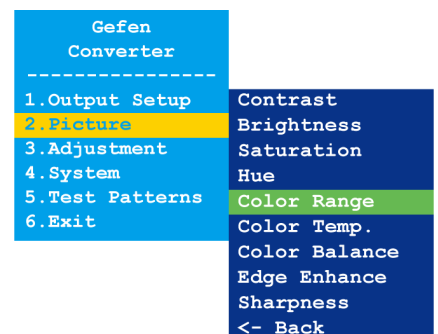 Gefen
Converter
----------------
1.Output Setup
2.Picture
3.Adjustment
4.System
5.Test Patterns
6.Exit
Contrast
Brightness
Saturation
Hue
Color Range
Color Temp.
Color Balance
Edge Enhance
Sharpness
<- Back